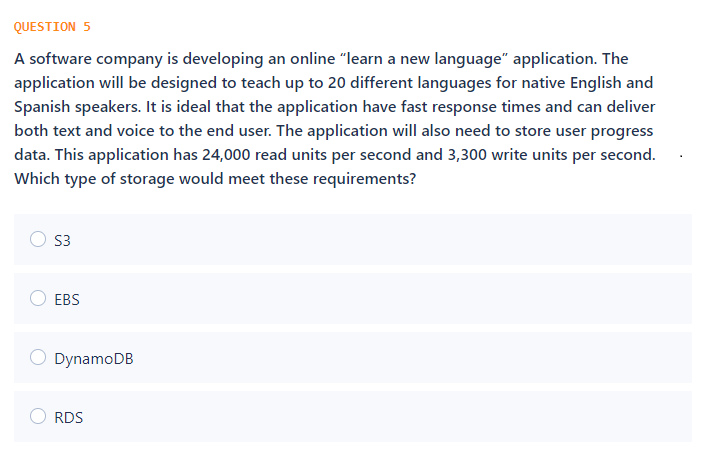 QUESTION 5
A software company is developing an online “learn a new language” application. The
application will be designed to teach up to 20 different languages for native English and
Spanish speakers. It is ideal that the application have fast response times and can deliver
both text and voice to the end user. The application will also need to store user progress
data. This application has 24,000 read units per second and 3,300 write units per second.
Which type of storage would meet these requirements?
S3
EBS
DynamoDB
RDS